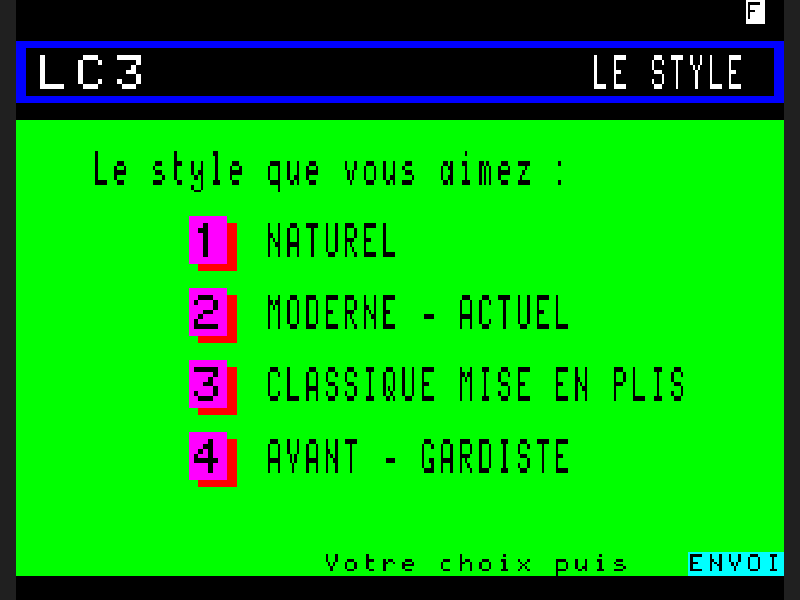 F
LC3 LE STYLE
Le style que vous aimez :
1 NATUREL
2 MODERNE - ACTUEL
3 CLASSIQUE MISE EN PLIS
4 AVANT - GARDISTE
Votre choix puis ENVOI